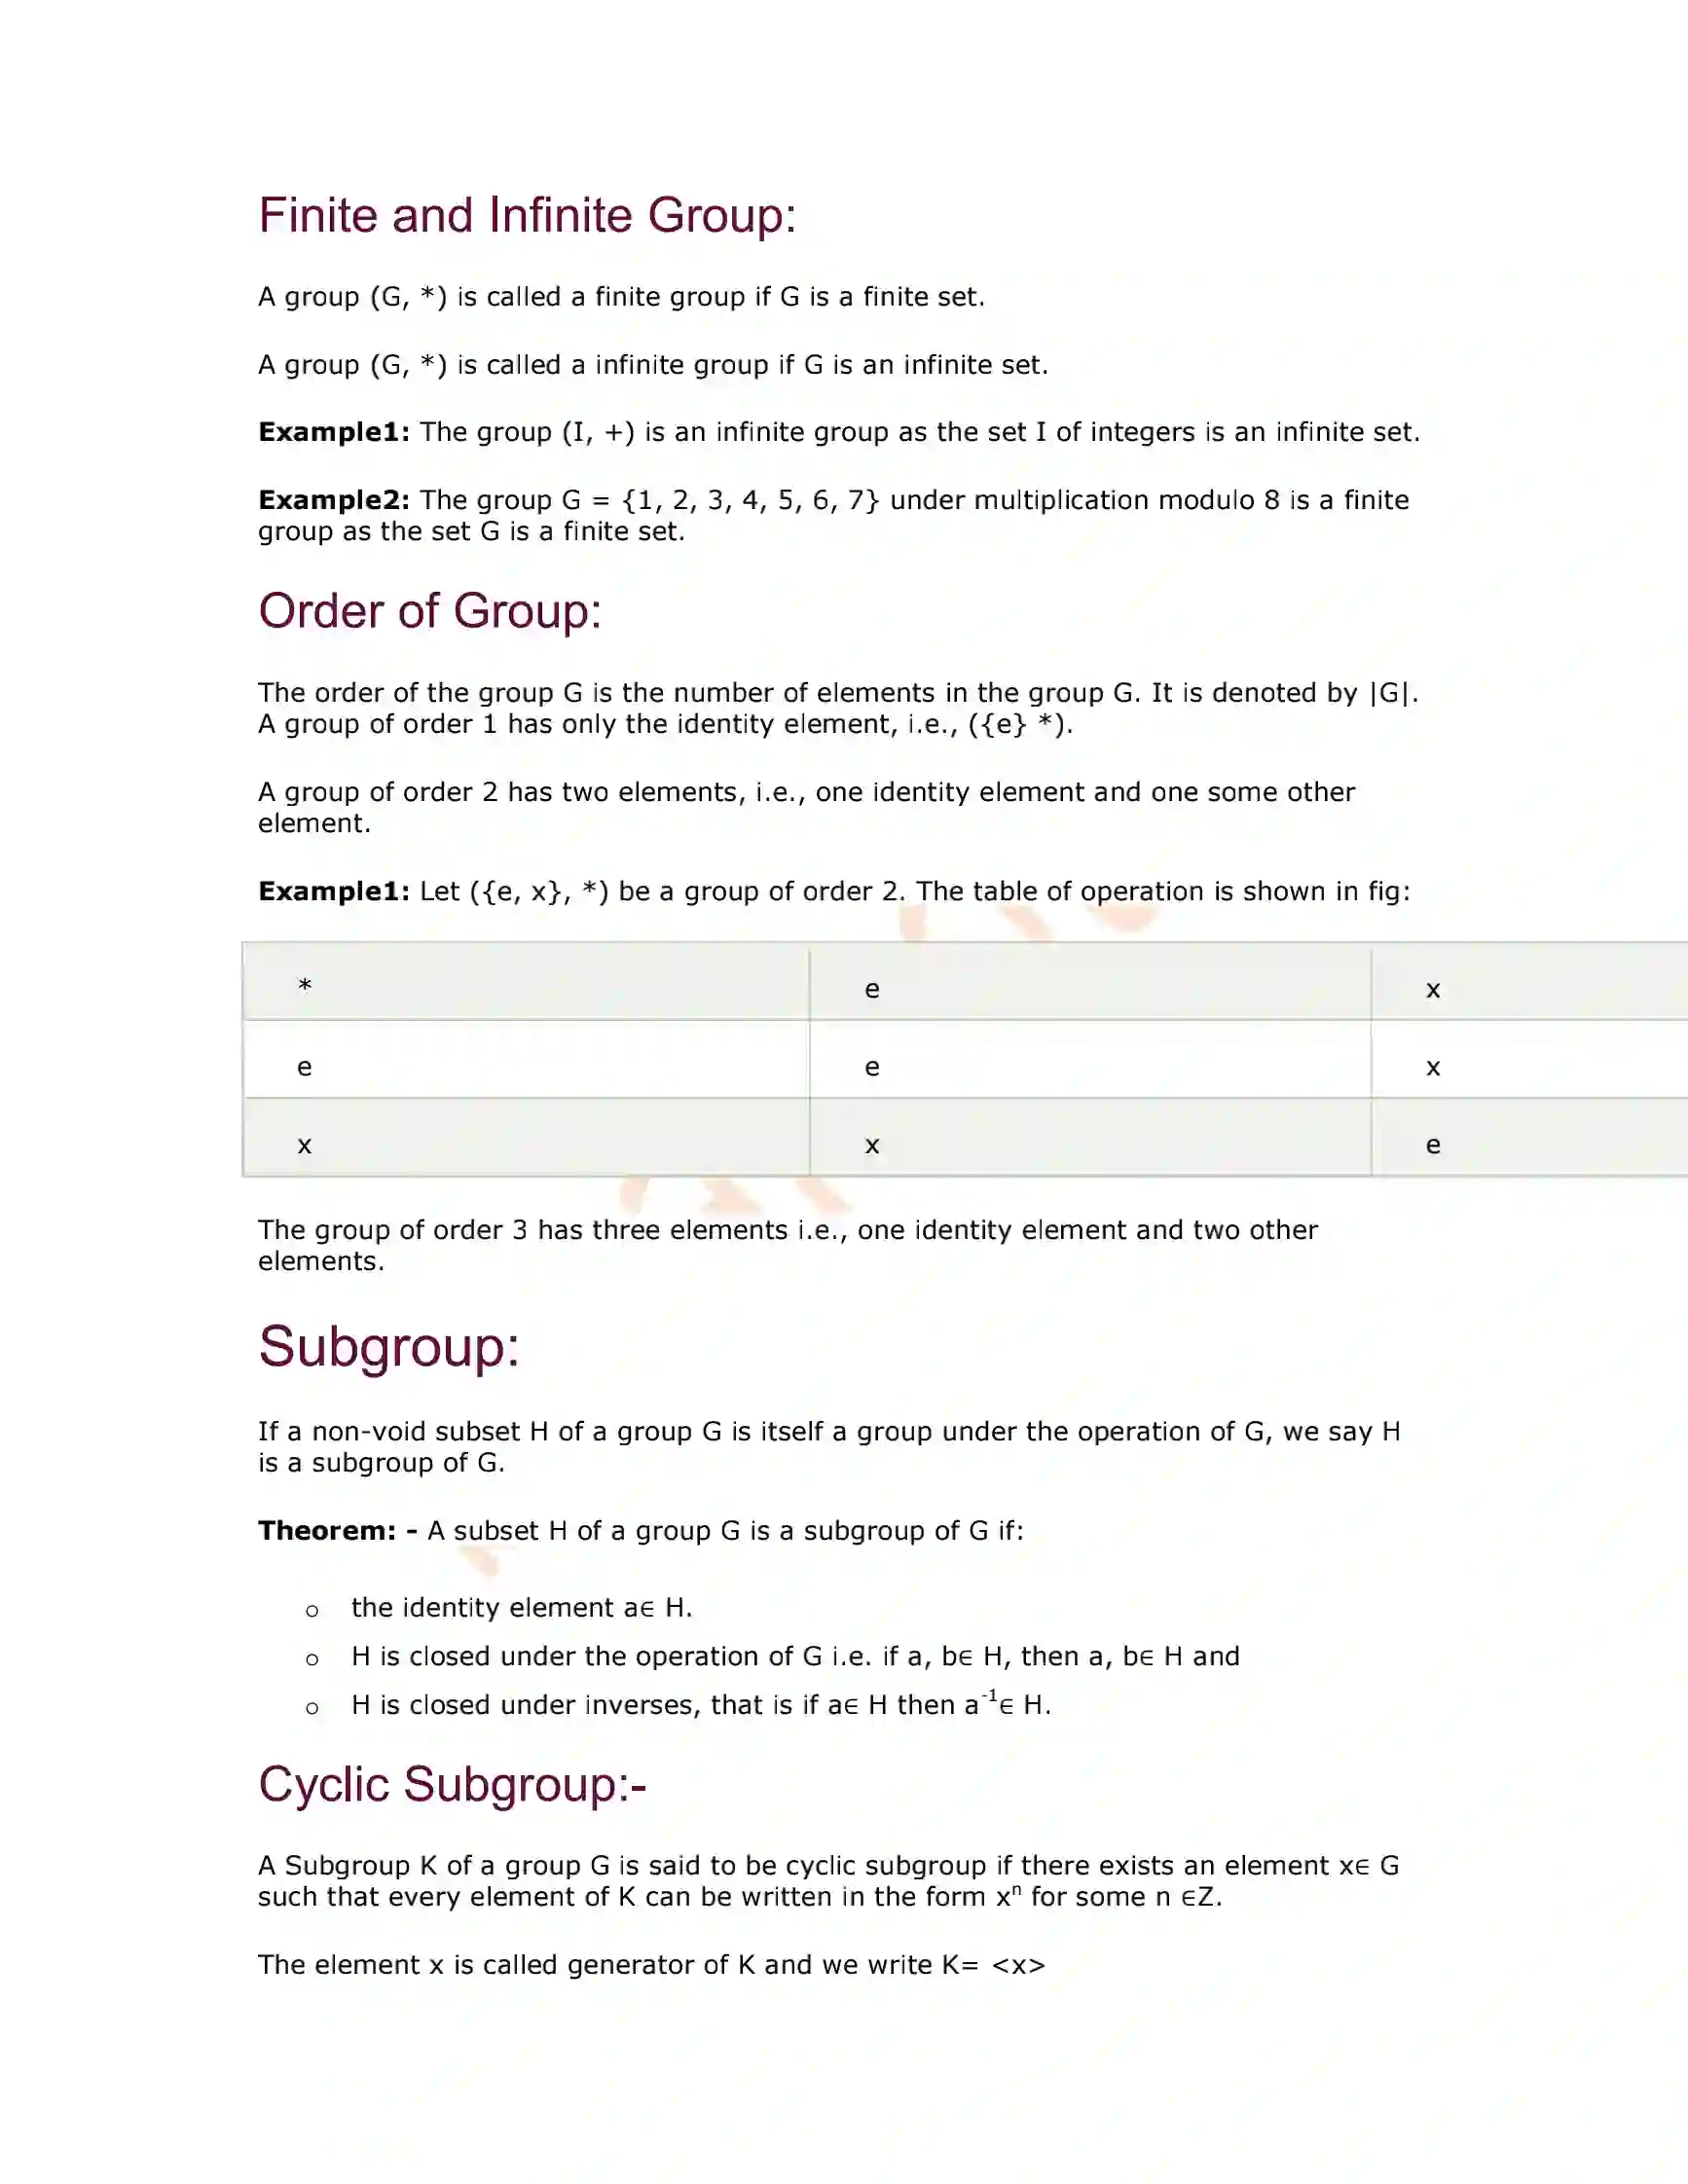 Finite and Infinite Group:
A group (G, *) is called a finite group if G is a finite set.
A group (G, *) is called a infinite group if G is an infinite set.
Example1: The group (I, +) is an infinite group as the set I of integers is an infinite set.
Example2: The group G = {1, 2, 3, 4, 5, 6, 7} under multiplication modulo 8 is a finite
group as the set G is a finite set.
Order of Group:
The order of the group G is the number of elements in the group G. It is denoted by |G|.
A group of order 1 has only the identity element, i.e., ({e} *).
A group of order 2 has two elements, i.e., one identity element and one some other
element.
Example1: Let ({e, x}, *) be a group of order 2. The table of operation is shown in fig:
* e x
e e x
x x e
The group of order 3 has three elements i.e., one identity element and two other
elements.
Subgroup:
If a non-void subset H of a group G is itself a group under the operation of G, we say H
is a subgroup of G.
Theorem: - A subset H of a group G is a subgroup of G if:
o the identity element a∈ H.
o H is closed under the operation of G i.e. if a, b∈ H, then a, b∈ H and
o H is closed under inverses, that is if a∈ H then a⁻¹∈ H.
Cyclic Subgroup:-
A Subgroup K of a group G is said to be cyclic subgroup if there exists an element x∈ G
such that every element of K can be written in the form xⁿ for some n ∈Z.
The element x is called generator of K and we write K= <x>